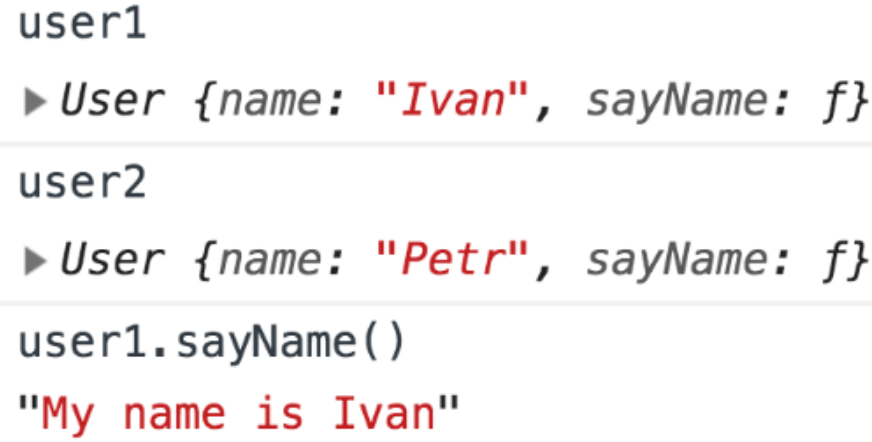 user1
▶ User {name: "Ivan", sayName: ƒ}
user2
▶ User {name: "Petr", sayName: ƒ}
user1.sayName()
"My name is Ivan"